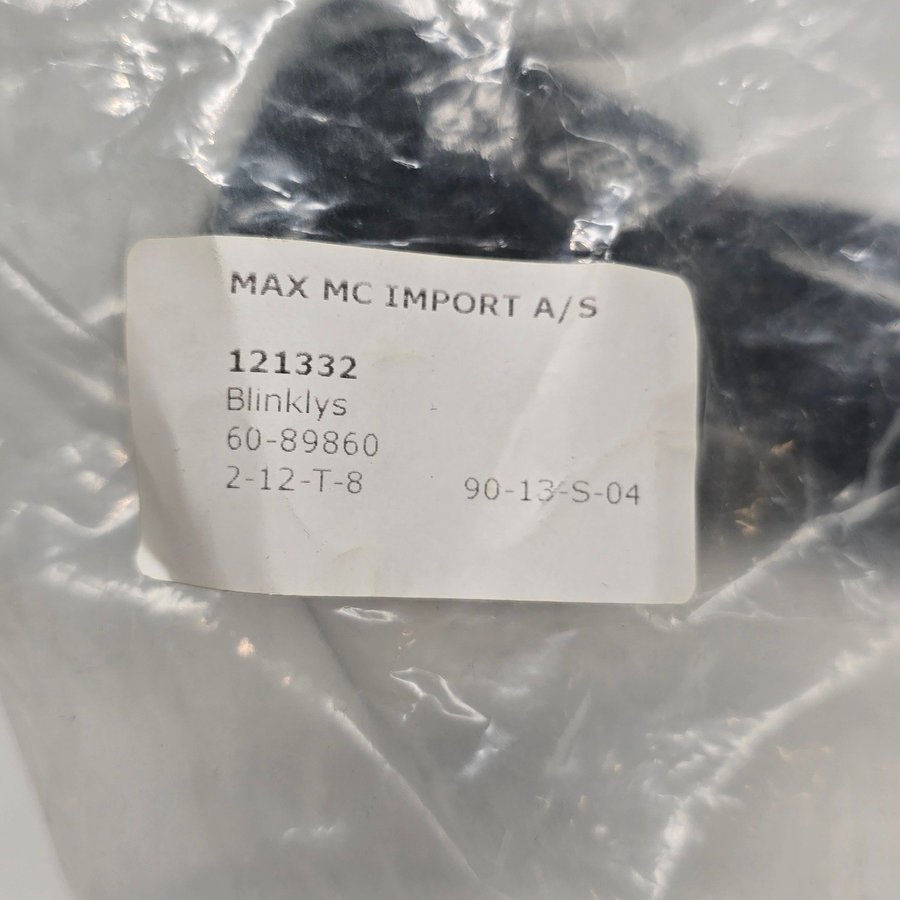 MAX MC IMPORT A/S
121332
Blinklys
60-89860
2-12-T-8 90-13-S-04